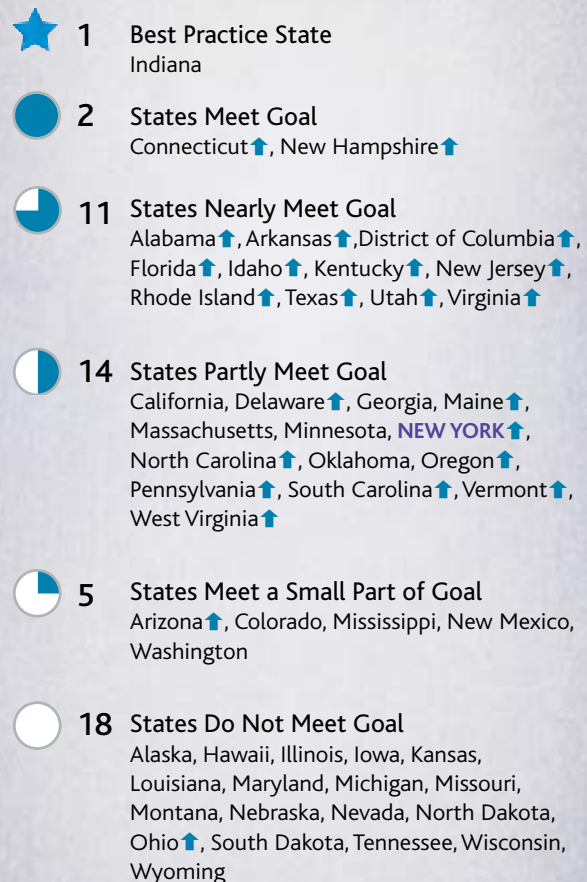 1 Best Practice State
Indiana
2 States Meet Goal
Connecticut⬆, New Hampshire⬆
11 States Nearly Meet Goal
Alabama⬆, Arkansas⬆,District of Columbia⬆,
Florida⬆, Idaho⬆, Kentucky⬆, New Jersey⬆,
Rhode Island⬆, Texas⬆, Utah⬆, Virginia⬆
14 States Partly Meet Goal
California, Delaware⬆, Georgia, Maine⬆,
Massachusetts, Minnesota, NEW YORK⬆,
North Carolina⬆, Oklahoma, Oregon⬆,
Pennsylvania⬆, South Carolina⬆, Vermont⬆,
West Virginia⬆
5 States Meet a Small Part of Goal
Arizona⬆, Colorado, Mississippi, New Mexico,
Washington
18 States Do Not Meet Goal
Alaska, Hawaii, Illinois, Iowa, Kansas,
Louisiana, Maryland, Michigan, Missouri,
Montana, Nebraska, Nevada, North Dakota,
Ohio⬆, South Dakota, Tennessee, Wisconsin,
Wyoming